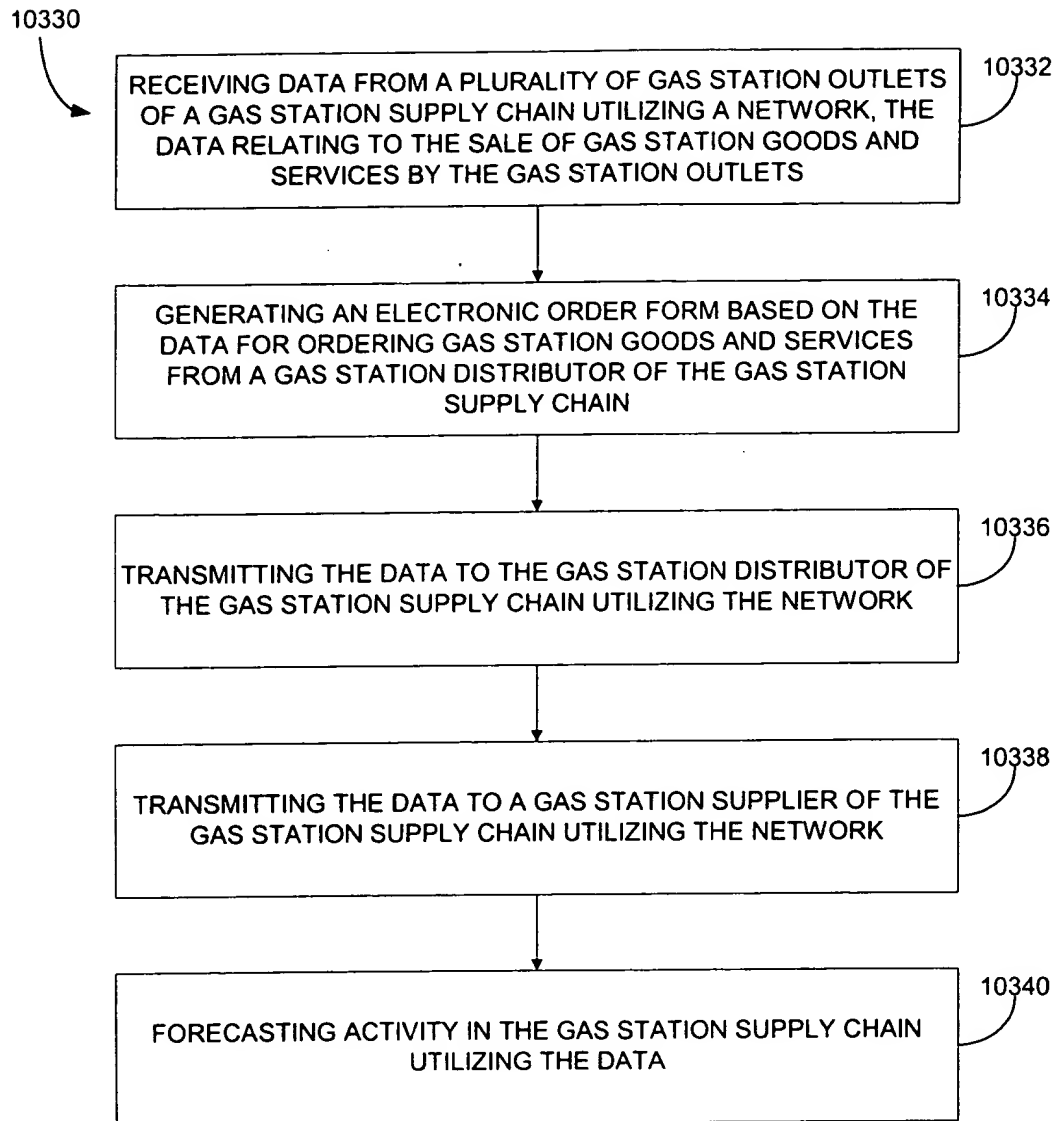 10330
RECEIVING DATA FROM A PLURALITY OF GAS STATION OUTLETS
OF A GAS STATION SUPPLY CHAIN UTILIZING A NETWORK, THE
DATA RELATING TO THE SALE OF GAS STATION GOODS AND
SERVICES BY THE GAS STATION OUTLETS
10332
GENERATING AN ELECTRONIC ORDER FORM BASED ON THE
DATA FOR ORDERING GAS STATION GOODS AND SERVICES
FROM A GAS STATION DISTRIBUTOR OF THE GAS STATION
SUPPLY CHAIN
10334
TRANSMITTING THE DATA TO THE GAS STATION DISTRIBUTOR OF
THE GAS STATION SUPPLY CHAIN UTILIZING THE NETWORK
10336
TRANSMITTING THE DATA TO A GAS STATION SUPPLIER OF THE
GAS STATION SUPPLY CHAIN UTILIZING THE NETWORK
10338
FORECASTING ACTIVITY IN THE GAS STATION SUPPLY CHAIN
UTILIZING THE DATA
10340